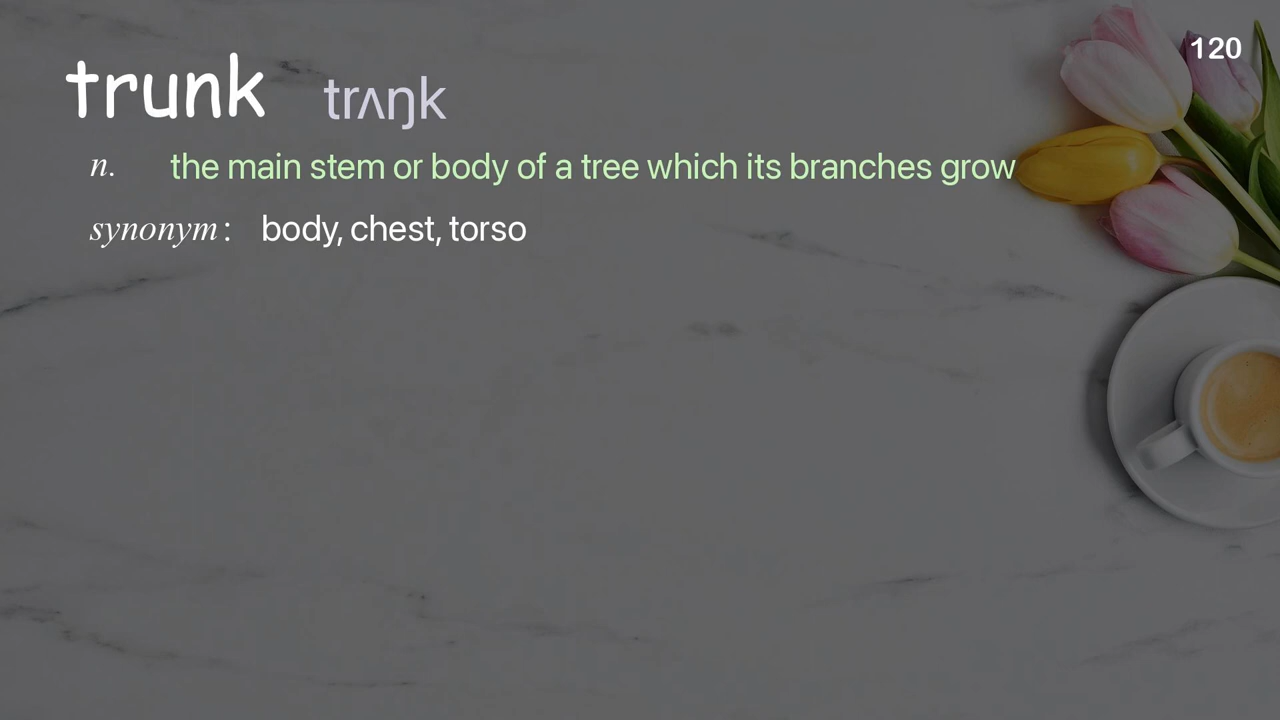 120
trunk trʌŋk
n. the main stem or body of a tree which its branches grow
synonym: body, chest, torso